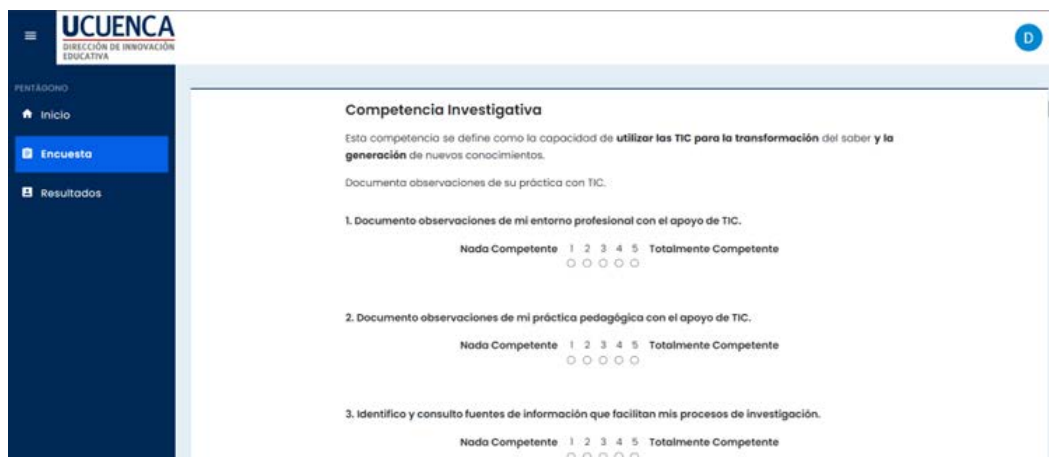 UCUENCA
DIRECCIÓN DE INNOVACIÓN
EDUCATIVA
D
PENTÁGONO
Inicio
Encuesta
Resultados
Competencia Investigativa
Esta competencia se define como la capacidad de utilizar las TIC para la transformación del saber y la
generación de nuevos conocimientos.
Documenta observaciones de su práctica con TIC.
1. Documento observaciones de mi entorno profesional con el apoyo de TIC.
Nada Competente 1 2 3 4 5 Totalmente Competente
2. Documento observaciones de mi práctica pedagógica con el apoyo de TIC.
Nada Competente 1 2 3 4 5 Totalmente Competente
3. Identifico y consulto fuentes de información que facilitan mis procesos de investigación.
Nada Competente 1 2 3 4 5 Totalmente Competente